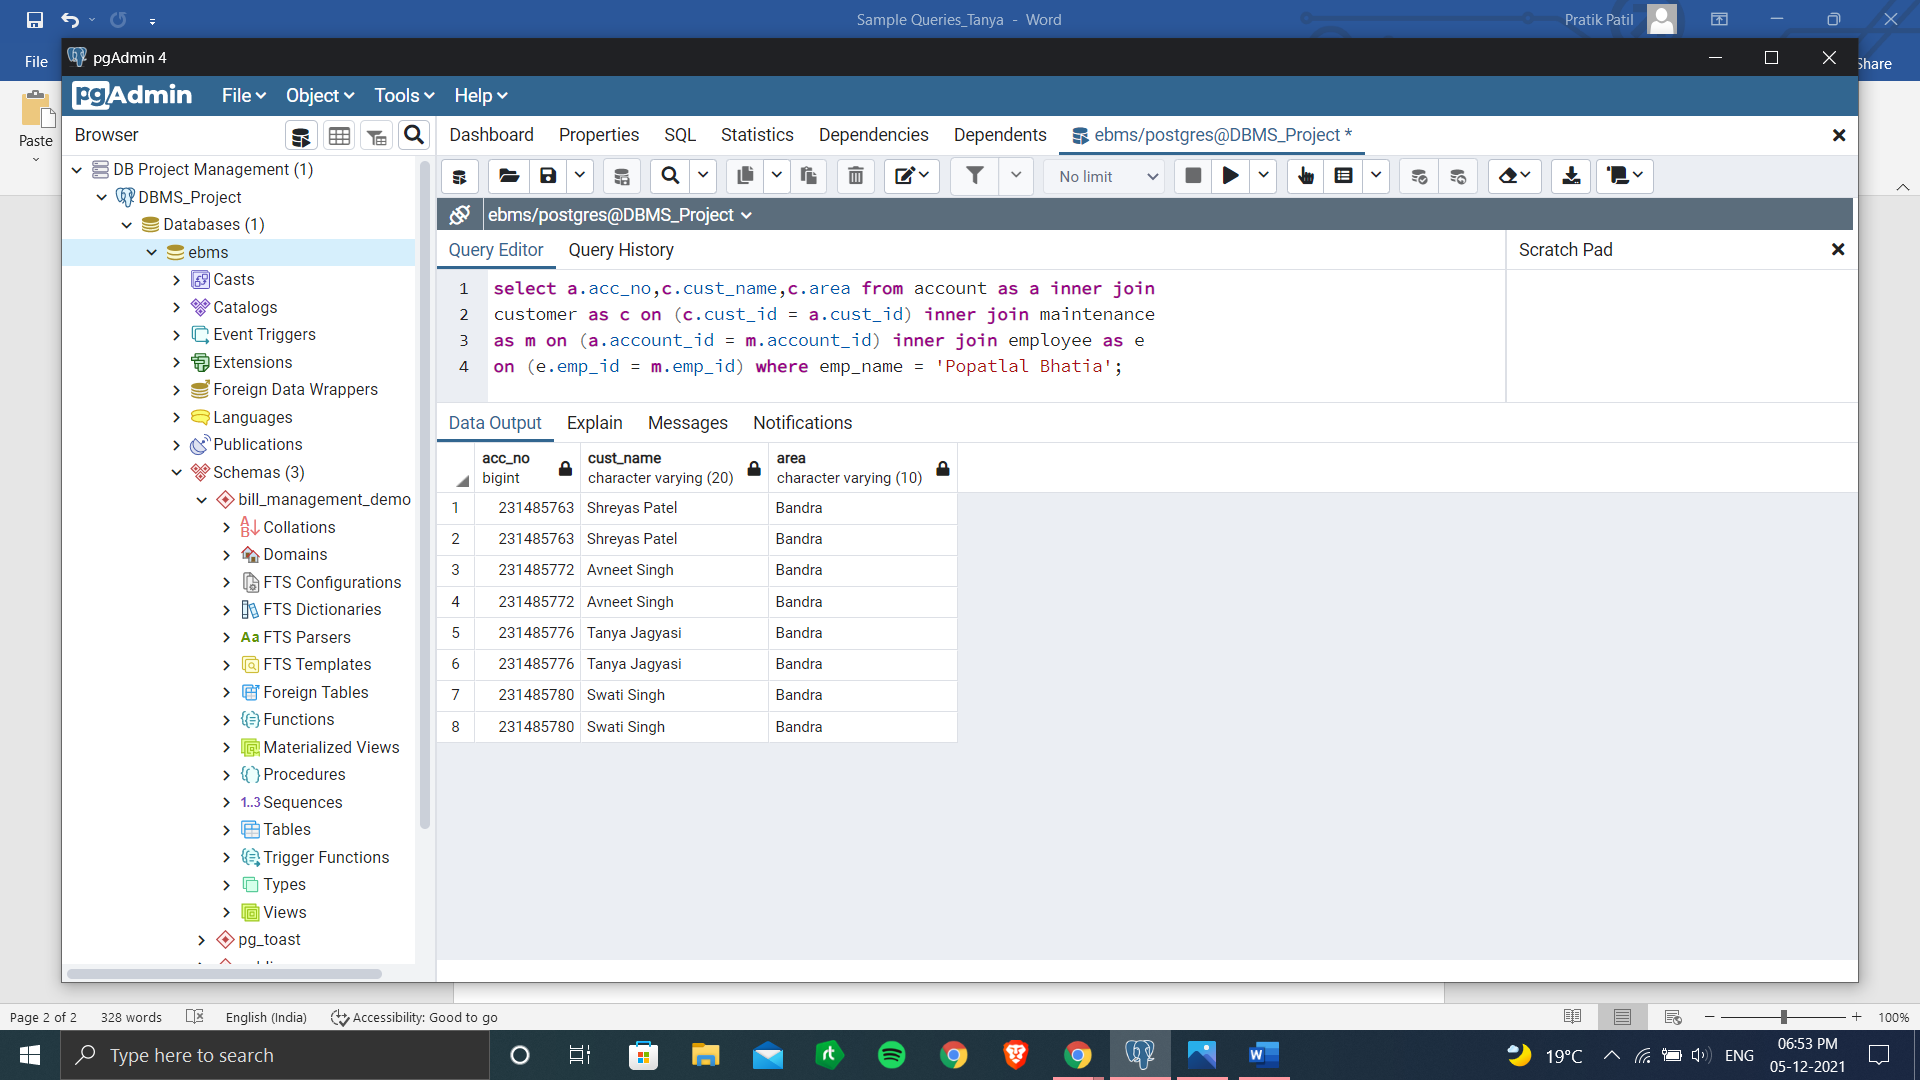 Sample Queries_Tanya - Word
Pratik Patil
File
Share
Paste
pgAdmin 4
pgAdmin
File
Object
Tools
Help
Browser
Dashboard
Properties
SQL
Statistics
Dependencies
Dependents
ebms/postgres@DBMS_Project *
No limit
ebms/postgres@DBMS_Project
DB Project Management (1)
DBMS_Project
Databases (1)
ebms
Casts
Catalogs
Event Triggers
Extensions
Foreign Data Wrappers
Languages
Publications
Schemas (3)
bill_management_demo
Collations
Domains
FTS Configurations
FTS Dictionaries
Aa FTS Parsers
FTS Templates
Foreign Tables
Functions
Materialized Views
Procedures
1..3 Sequences
Tables
Trigger Functions
Types
Views
pg_toast
Query Editor
Query History
Scratch Pad
1 select a.acc_no,c.cust_name,c.area from account as a inner join
2 customer as c on (c.cust_id = a.cust_id) inner join maintenance
3 as m on (a.account_id = m.account_id) inner join employee as e
4 on (e.emp_id = m.emp_id) where emp_name = 'Popatlal Bhatia';
Data Output
Explain
Messages
Notifications
acc_no bigint
cust_name character varying (20)
area character varying (10)
1 231485763 Shreyas Patel Bandra
2 231485763 Shreyas Patel Bandra
3 231485772 Avneet Singh Bandra
4 231485772 Avneet Singh Bandra
5 231485776 Tanya Jagyasi Bandra
6 231485776 Tanya Jagyasi Bandra
7 231485780 Swati Singh Bandra
8 231485780 Swati Singh Bandra
Page 2 of 2
328 words
English (India)
Accessibility: Good to go
100%
Type here to search
19°C
ENG
06:53 PM
05-12-2021